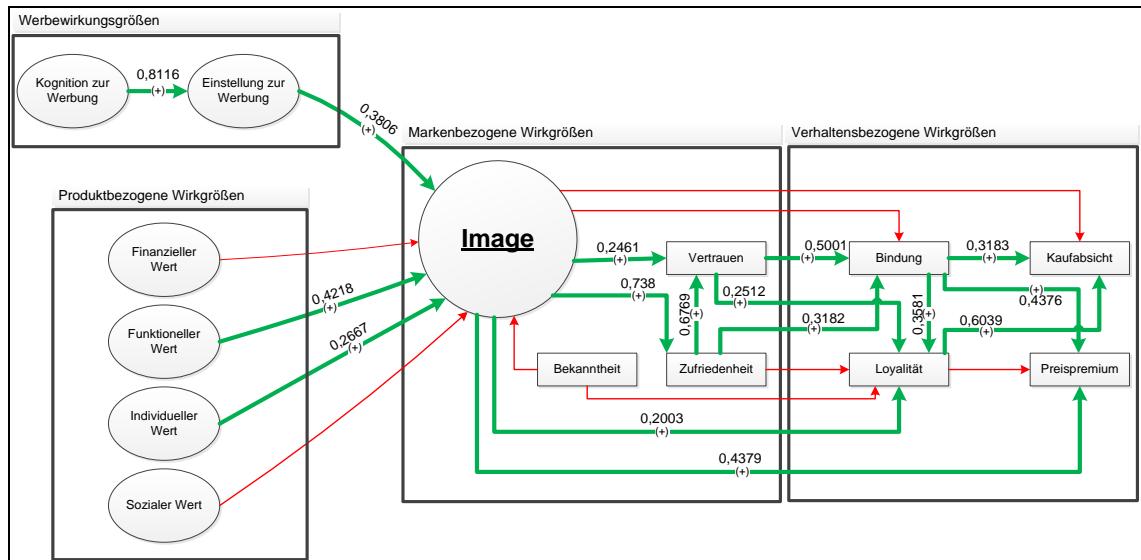 Werbewirkungsgrößen
Kognition zur
Werbung
0,8116
(+)
Einstellung zur
Werbung
0,3806
(+)
Markenbezogene Wirkgrößen
Verhaltensbezogene Wirkgrößen
Produktbezogene Wirkgrößen
Finanzieller
Wert
Funktioneller
Wert
Individueller
Wert
Sozialer Wert
0,4218
(+)
0,2667
(+)
Image
0,2461
(+)
Vertrauen
0,5001
(+)
Bindung
0,3183
(+)
Kaufabsicht
0,738
(+)
0,6769
(+)
0,2512
(+)
0,3182
(+)
0,3581
(+)
(+)
0,4376
0,6039
(+)
Bekanntheit
Zufriedenheit
Loyalität
Preispremium
0,2003
(+)
0,4379
(+)